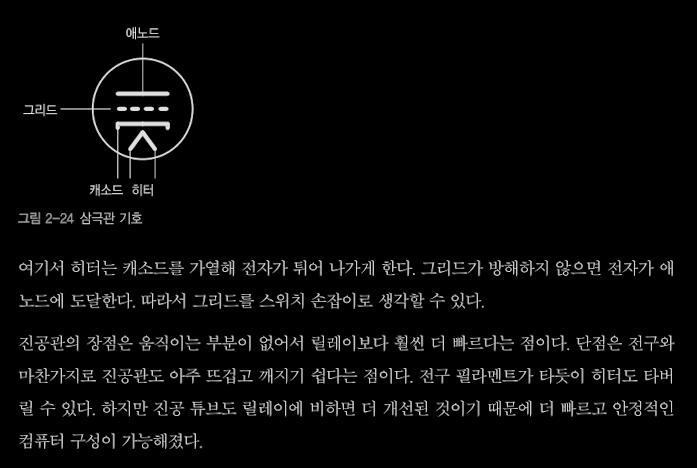 애노드
그리드
캐소드 히터
그림 2-24 삼극관 기호
여기서 히터는 캐소드를 가열해 전자가 튀어 나가게 한다. 그리드가 방해하지 않으면 전자가 애
노드에 도달한다. 따라서 그리드를 스위치 손잡이로 생각할 수 있다.
진공관의 장점은 움직이는 부분이 없어서 릴레이보다 훨씬 더 빠르다는 점이다. 단점은 전구와
마찬가지로 진공관도 아주 뜨겁고 깨지기 쉽다는 점이다. 전구 필라멘트가 타듯이 히터도 타버
릴 수 있다. 하지만 진공 튜브도 릴레이에 비하면 더 개선된 것이기 때문에 더 빠르고 안정적인
컴퓨터 구성이 가능해졌다.